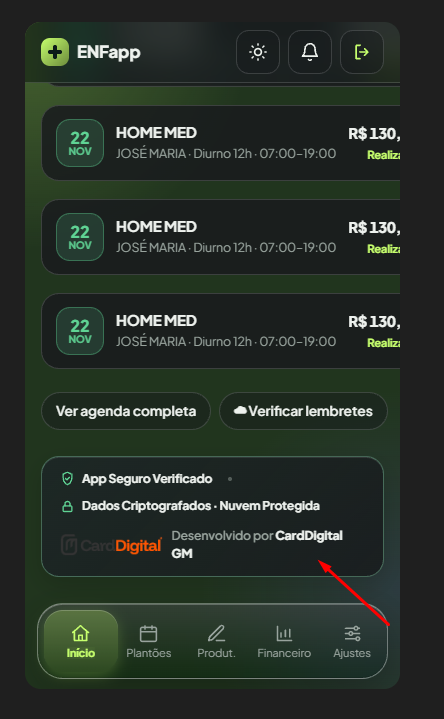 ENFapp
22
NOV
HOME MED
JOSÉ MARIA · Diurno 12h · 07:00–19:00
R$ 130,
Realiza
22
NOV
HOME MED
JOSÉ MARIA · Diurno 12h · 07:00–19:00
R$ 130,
Realiza
22
NOV
HOME MED
JOSÉ MARIA · Diurno 12h · 07:00–19:00
R$ 130,
Realiza
Ver agenda completa
Verificar lembretes
App Seguro Verificado
Dados Criptografados · Nuvem Protegida
CardDigital
Desenvolvido por CardDIgital
GM
Início
Plantões
Produt.
Financeiro
Ajustes